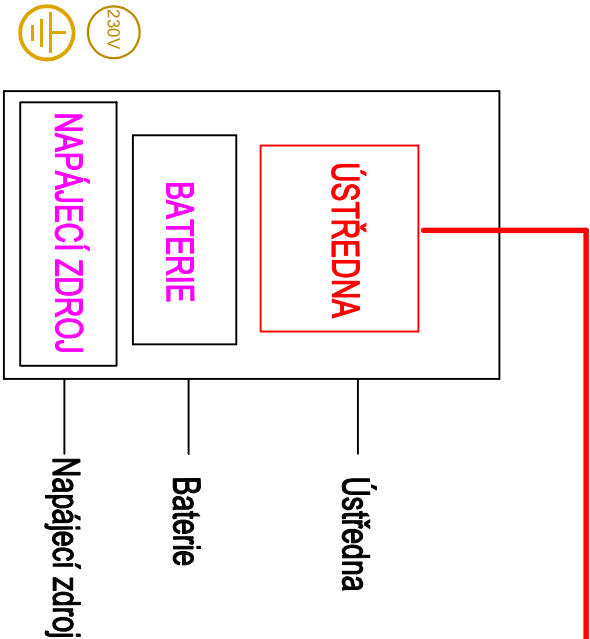 ÚSTŘEDNA
Ústředna
BATERIE
Baterie
230V
NAPÁJECÍ ZDROJ
Napájecí zdroj